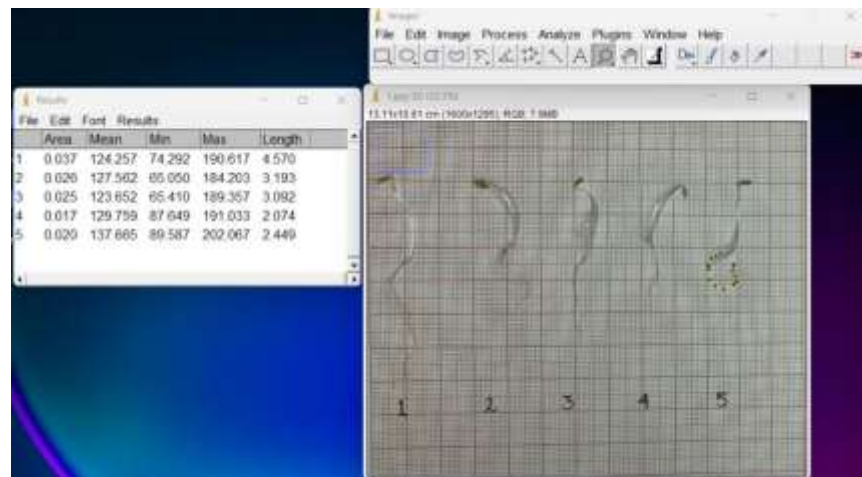 ImageJ
File Edit Image Process Analyze Plugins Window Help
Results
File Edit Font Results
Area Mean Min Max Length
1 0.037 124.257 74.292 190.617 4.570
2 0.026 127.562 65.050 184.203 3.193
3 0.025 123.652 65.410 189.357 3.092
4 0.017 129.759 87.649 191.033 2.074
5 0.020 137.665 89.587 202.067 2.449
1 2 3 4 5